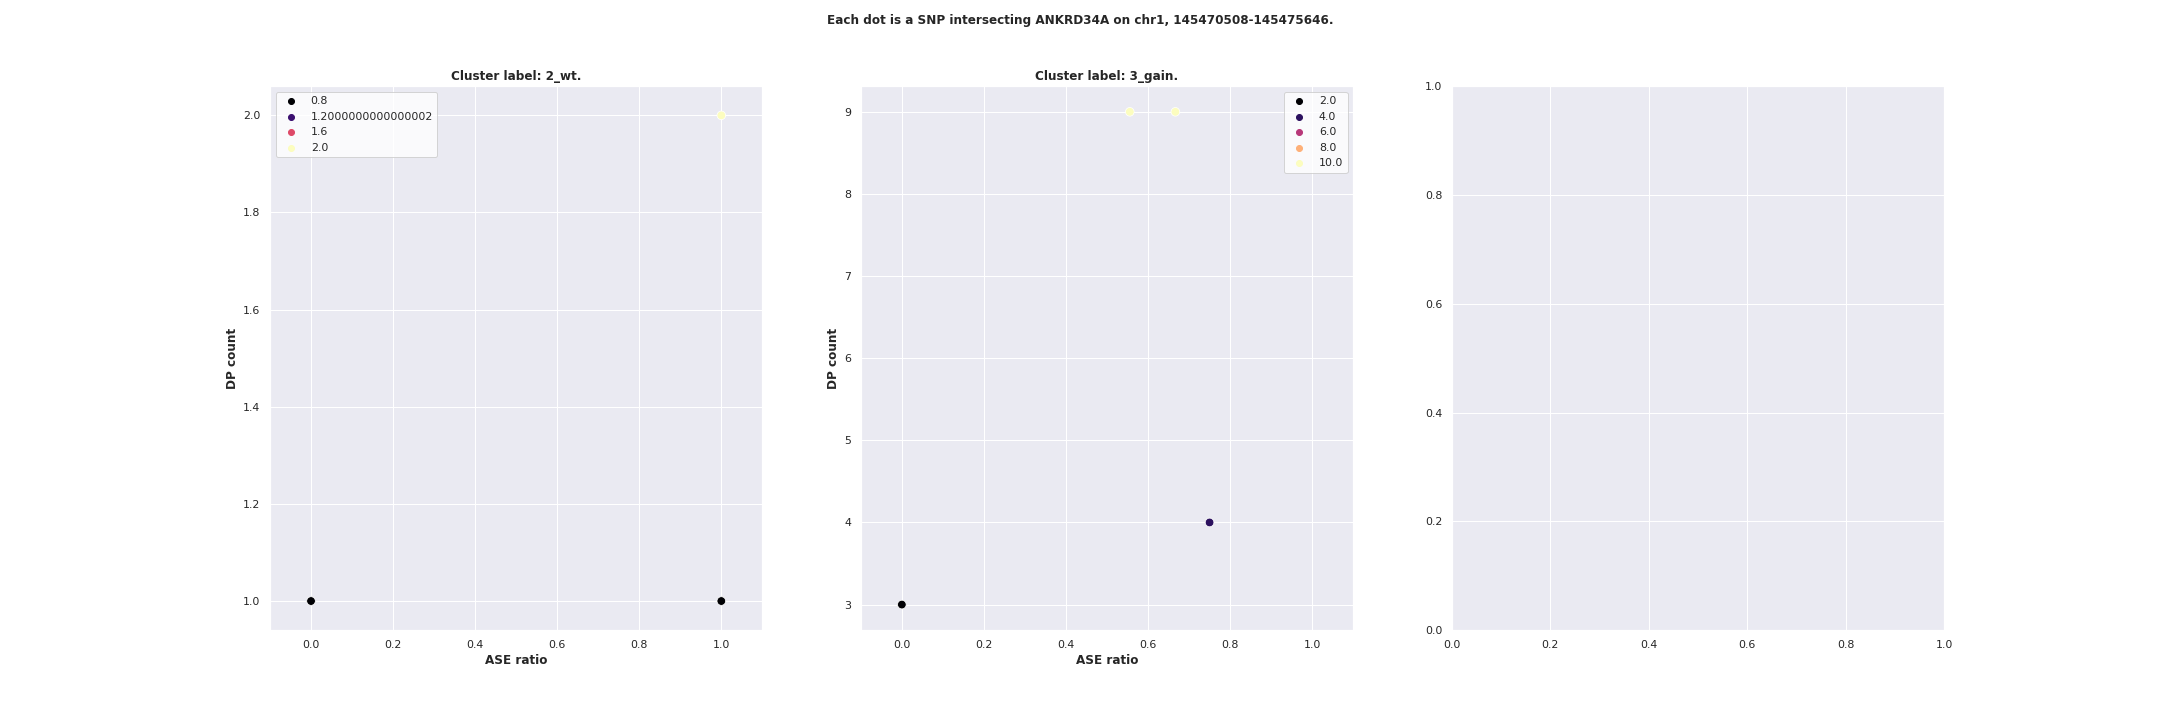 Each dot is a SNP intersecting ANKRD34A on chr1, 145470508-145475646.
Cluster label: 2_wt.
0.8
1.2000000000000002
1.6
2.0
2.0
1.8
1.6
1.4
1.2
1.0
DP count
0.0 0.2 0.4 0.6 0.8 1.0
ASE ratio
Cluster label: 3_gain.
2.0
4.0
6.0
8.0
10.0
9
8
7
6
5
4
3
DP count
0.0 0.2 0.4 0.6 0.8 1.0
ASE ratio
1.0
0.8
0.6
0.4
0.2
0.0
0.0 0.2 0.4 0.6 0.8 1.0